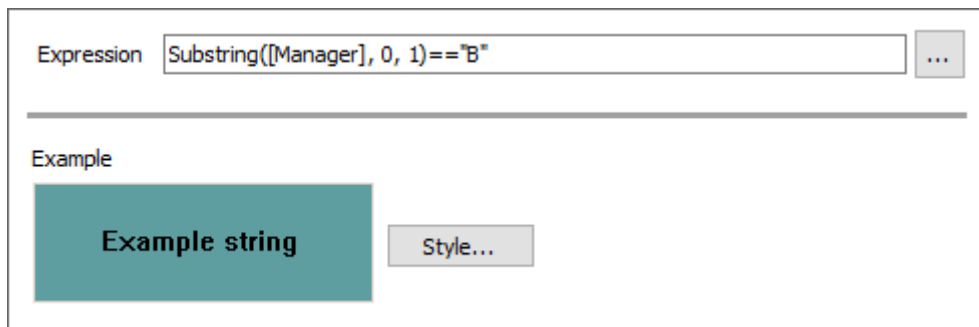 Expression Substring([Manager], 0, 1)=="B" ...
Example
Example string Style...